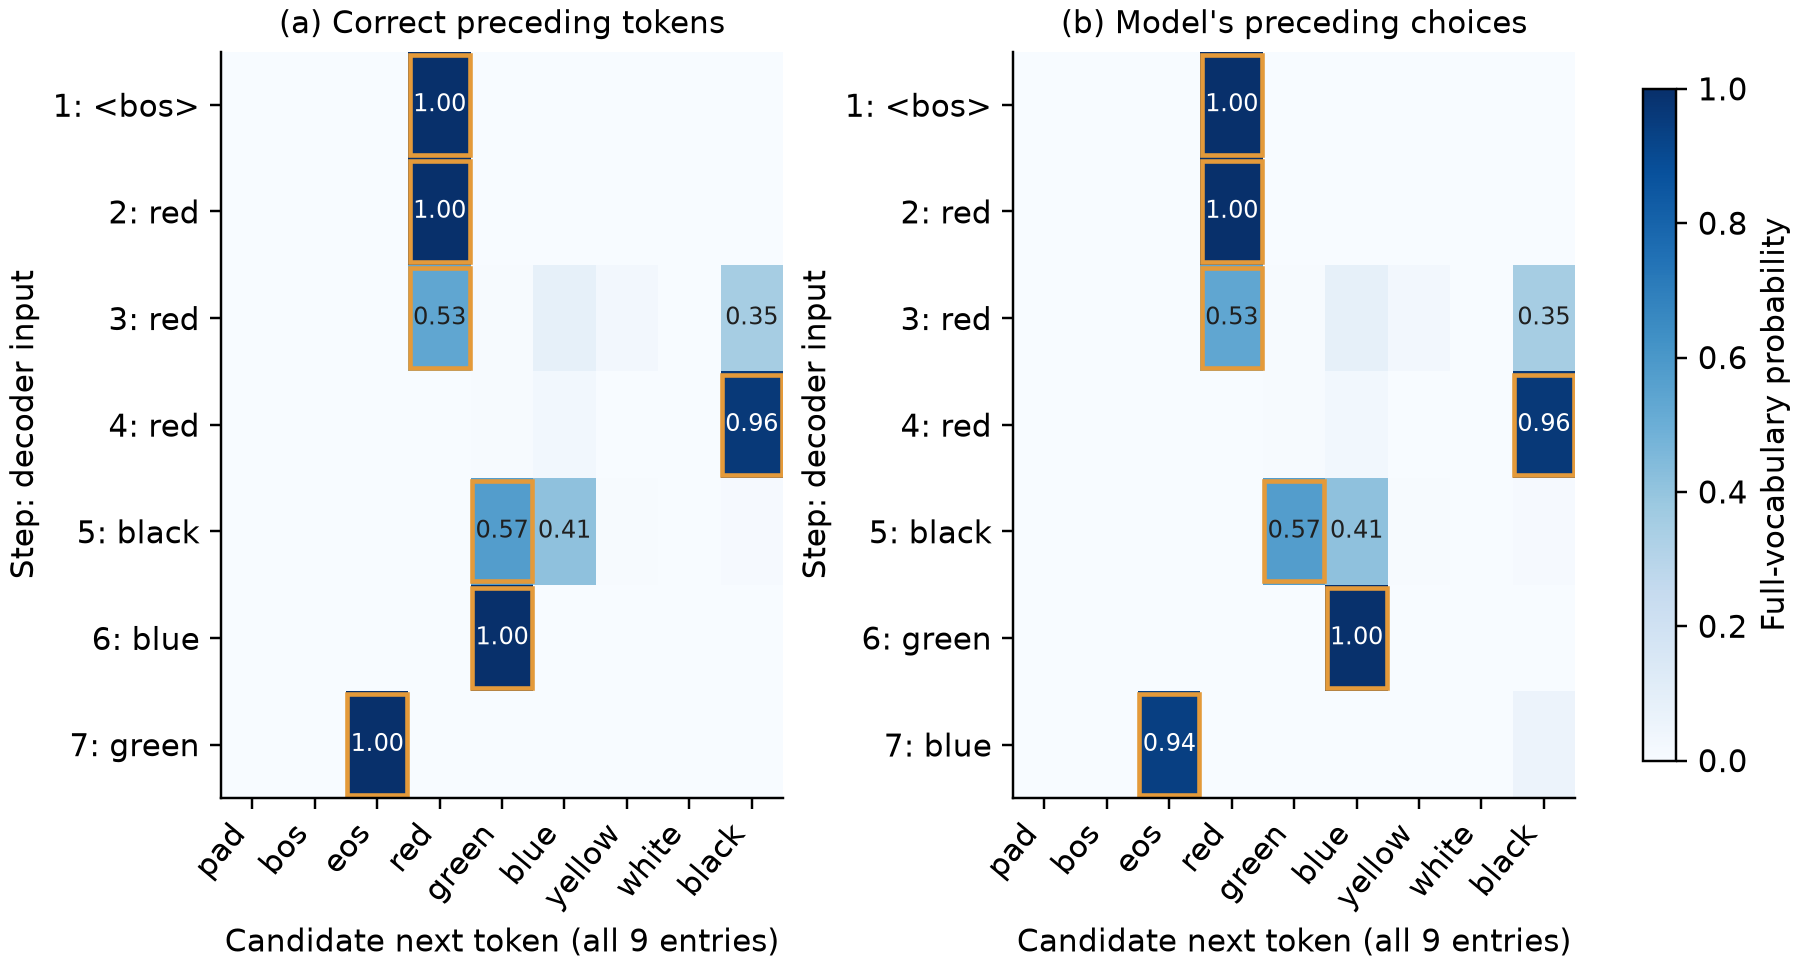 (a) Correct preceding tokens
Step: decoder input
1: <bos>
2: red
3: red
4: red
5: black
6: blue
7: green
1.00
1.00
0.53
0.35
0.96
0.57
0.41
1.00
1.00
pad
bos
eos
red
green
blue
yellow
white
black
Candidate next token (all 9 entries)
(b) Model's preceding choices
Step: decoder input
1: <bos>
2: red
3: red
4: red
5: black
6: green
7: blue
1.00
1.00
0.53
0.35
0.96
0.57
0.41
1.00
0.94
pad
bos
eos
red
green
blue
yellow
white
black
Candidate next token (all 9 entries)
1.0
0.8
0.6
0.4
0.2
0.0
Full-vocabulary probability